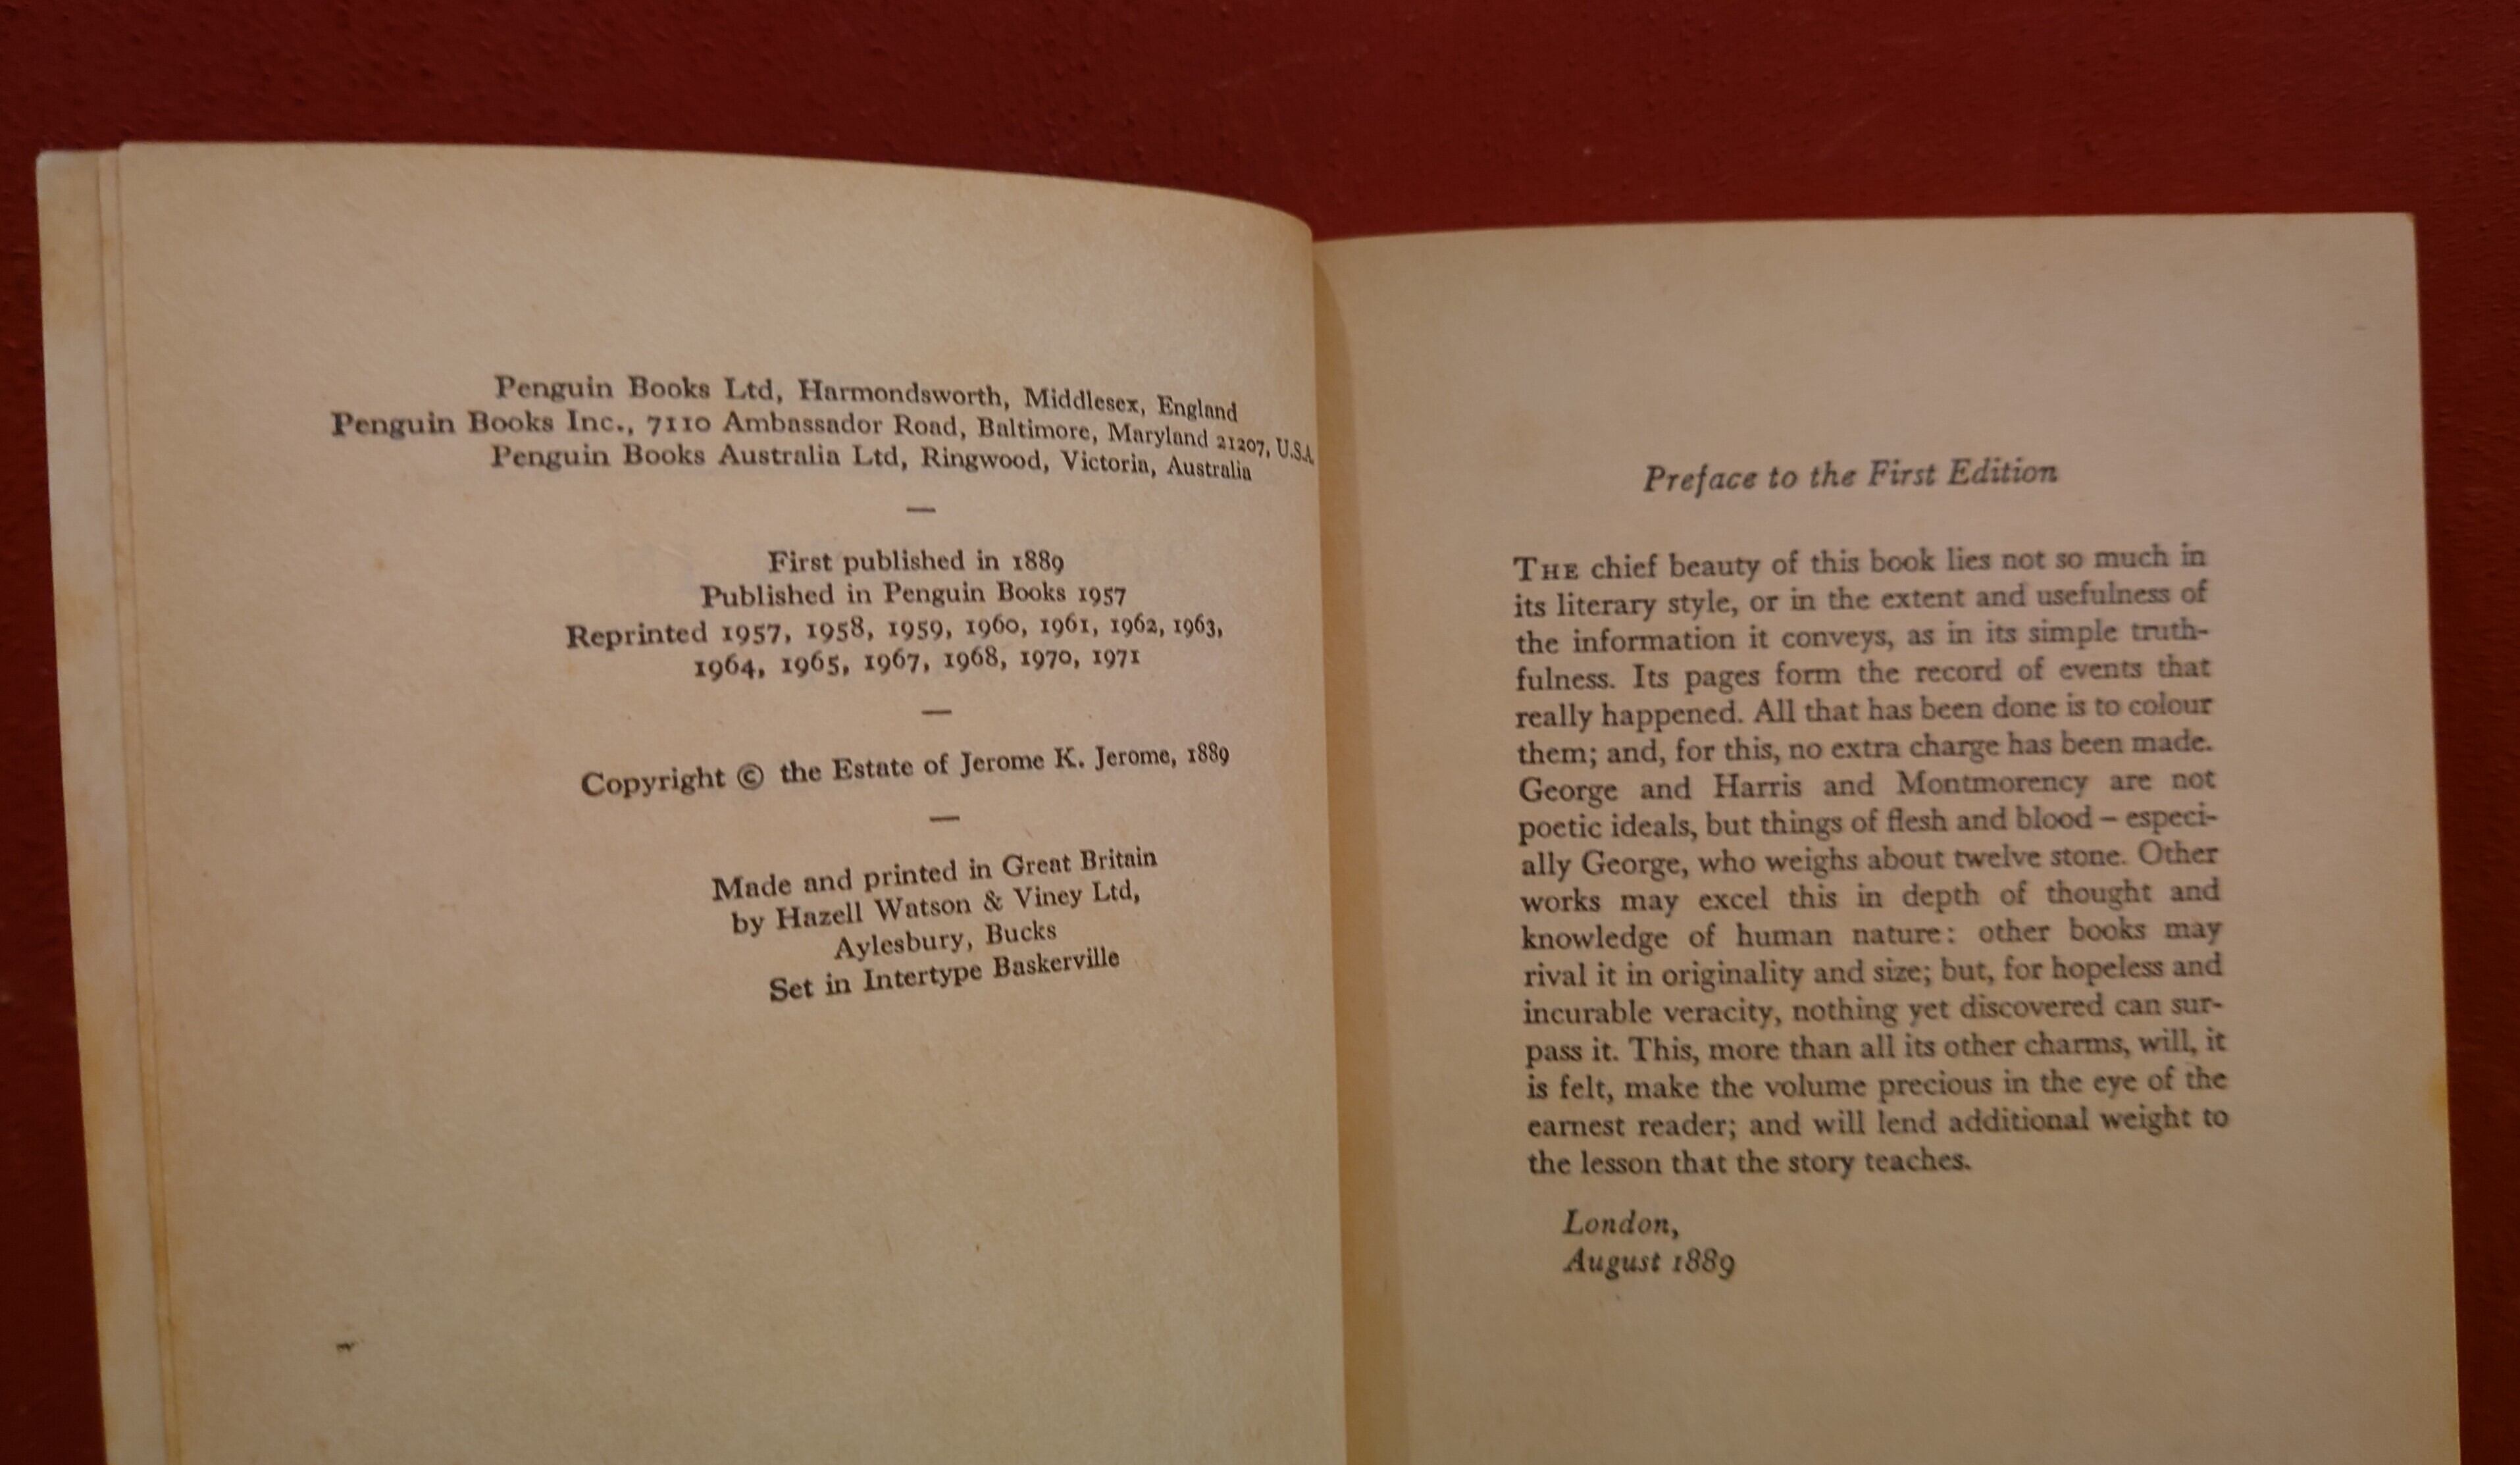 Penguin Books Ltd, Harmondsworth, Middlesex, England
Penguin Books Inc., 7110 Ambassador Road, Baltimore, Maryland 21207, U.S.A.
Penguin Books Australia Ltd, Ringwood, Victoria, Australia
—
First published in 1889
Published in Penguin Books 1957
Reprinted 1957, 1958, 1959, 1960, 1961, 1962, 1963,
1964, 1965, 1967, 1968, 1970, 1971
—
Copyright © the Estate of Jerome K. Jerome, 1889
—
Made and printed in Great Britain
by Hazell Watson & Viney Ltd,
Aylesbury, Bucks
Set in Intertype Baskerville
Preface to the First Edition
THE chief beauty of this book lies not so much in
its literary style, or in the extent and usefulness of
the information it conveys, as in its simple truth-
fulness. Its pages form the record of events that
really happened. All that has been done is to colour
them; and, for this, no extra charge has been made.
George and Harris and Montmorency are not
poetic ideals, but things of flesh and blood – especi-
ally George, who weighs about twelve stone. Other
works may excel this in depth of thought and
knowledge of human nature: other books may
rival it in originality and size; but, for hopeless and
incurable veracity, nothing yet discovered can sur-
pass it. This, more than all its other charms, will, it
is felt, make the volume precious in the eye of the
earnest reader; and will lend additional weight to
the lesson that the story teaches.
London,
August 1889